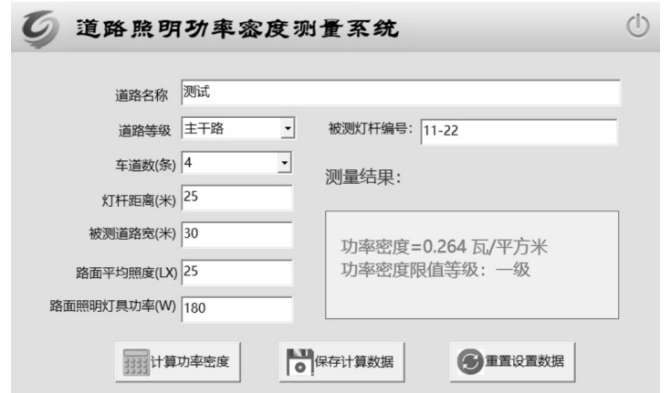 道路照明功率密度测量系统
道路名称 测试
道路等级 主干路
被测灯杆编号：11-22
车道数(条) 4
测量结果：
灯杆距离(米) 25
被测道路宽(米) 30
功率密度=0.264 瓦/平方米
功率密度限值等级：一级
路面平均照度(LX) 25
路面照明灯具功率(W) 180
计算功率密度
保存计算数据
重置设置数据